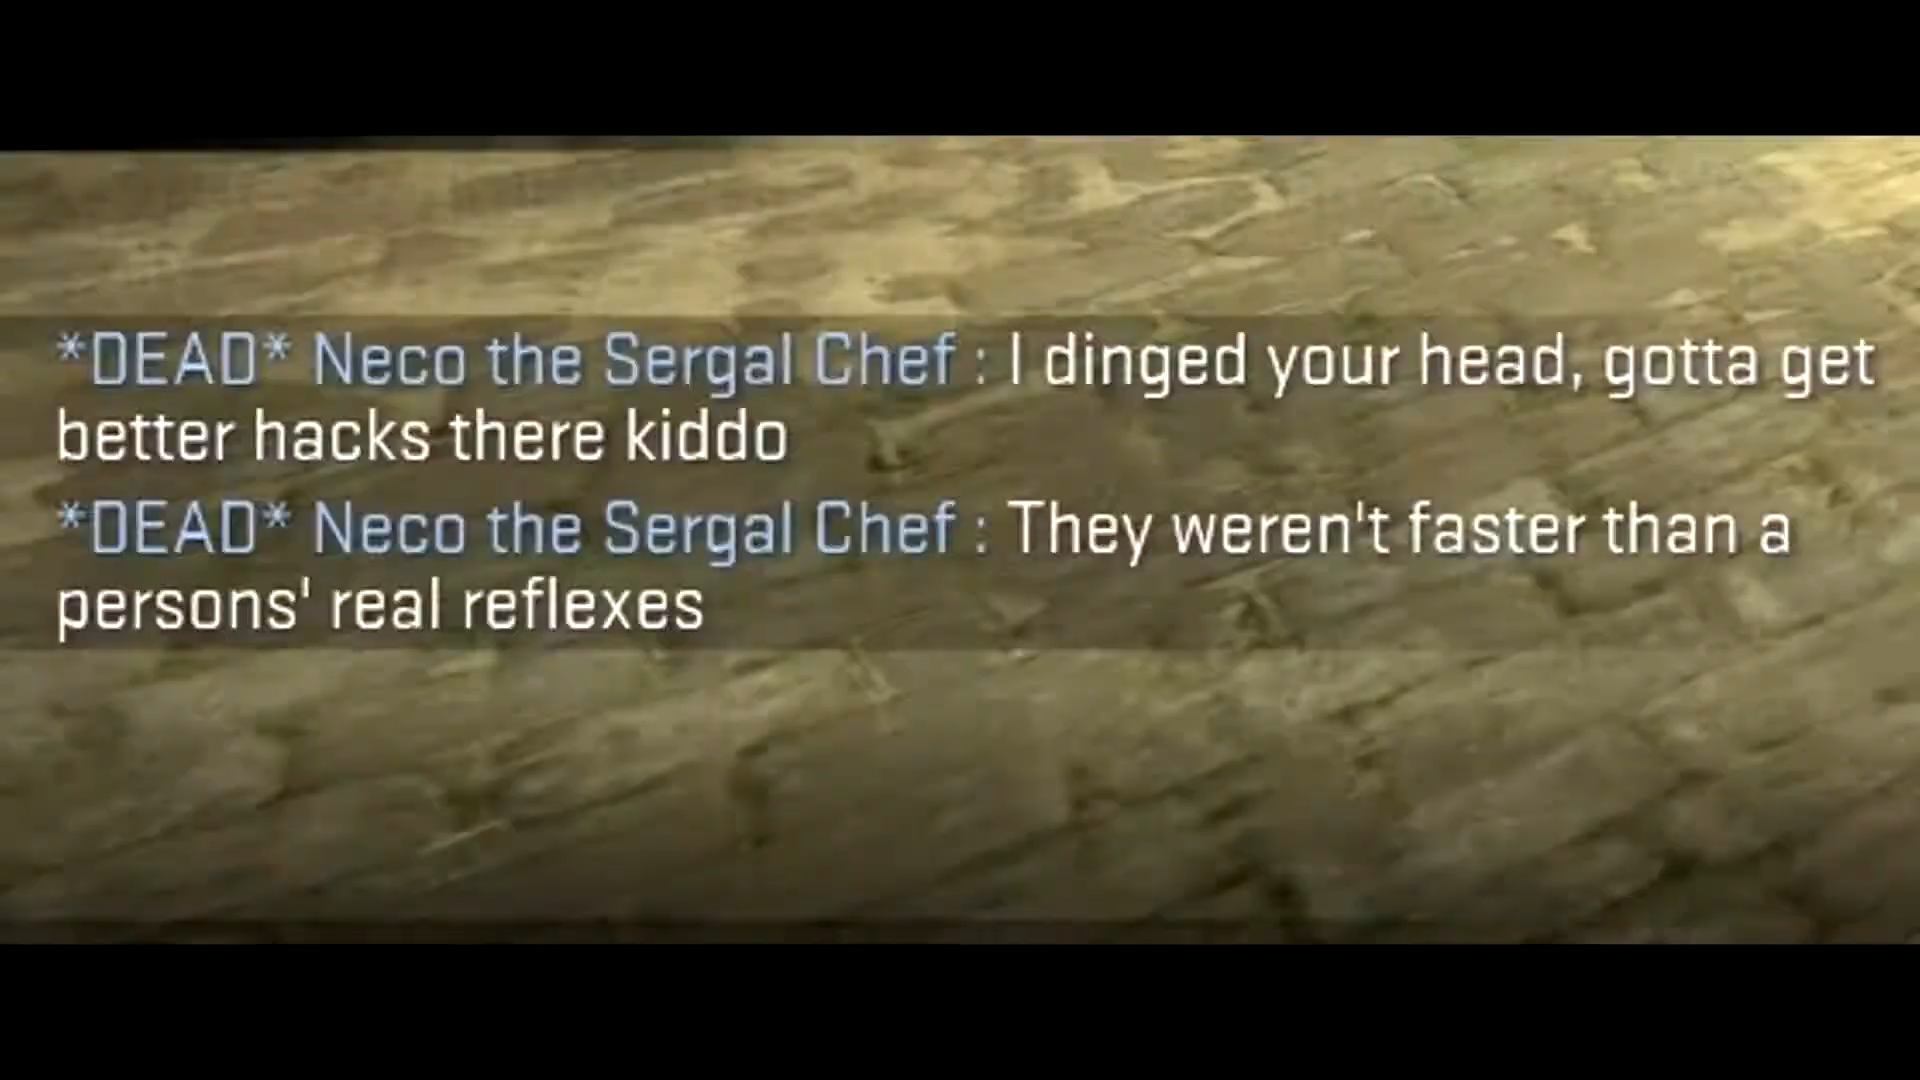 *DEAD* Neco the Sergal Chef : I dinged your head, gotta get
better hacks there kiddo
*DEAD* Neco the Sergal Chef : They weren't faster than a
persons' real reflexes